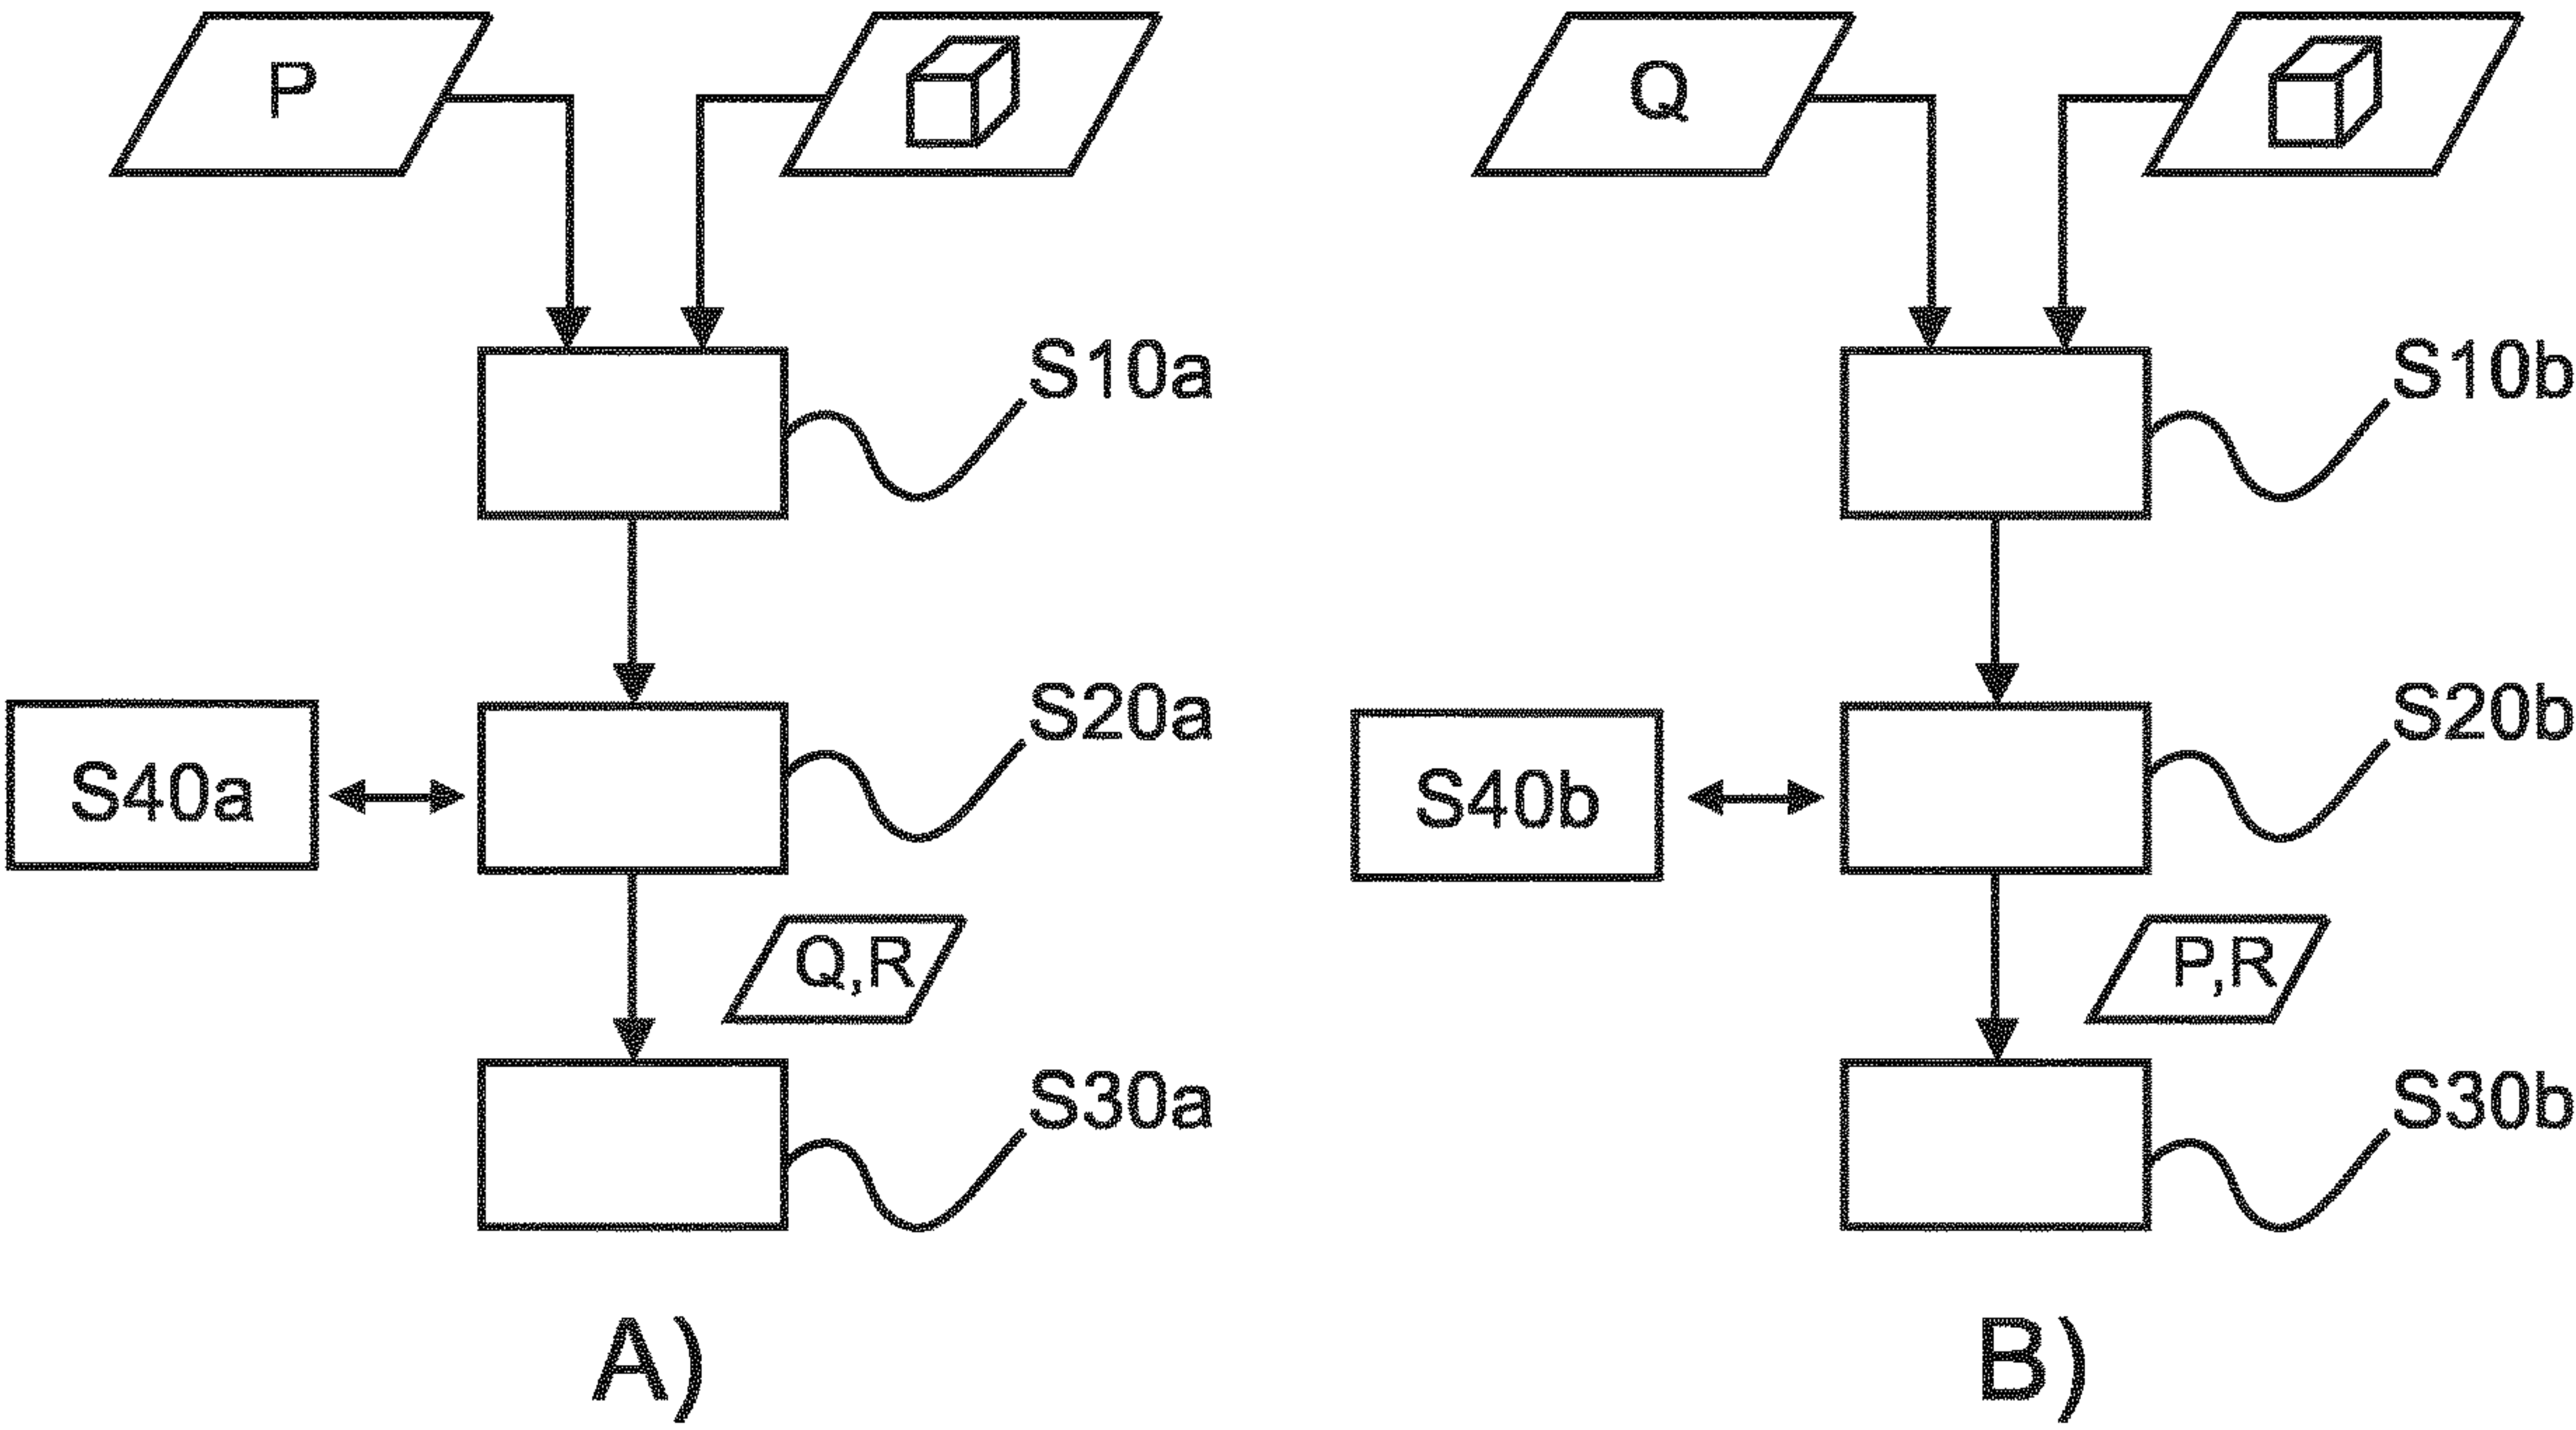 P
S10a
S20a
S40a
Q,R
S30a
A)
Q
S10b
S20b
S40b
P,R
S30b
B)